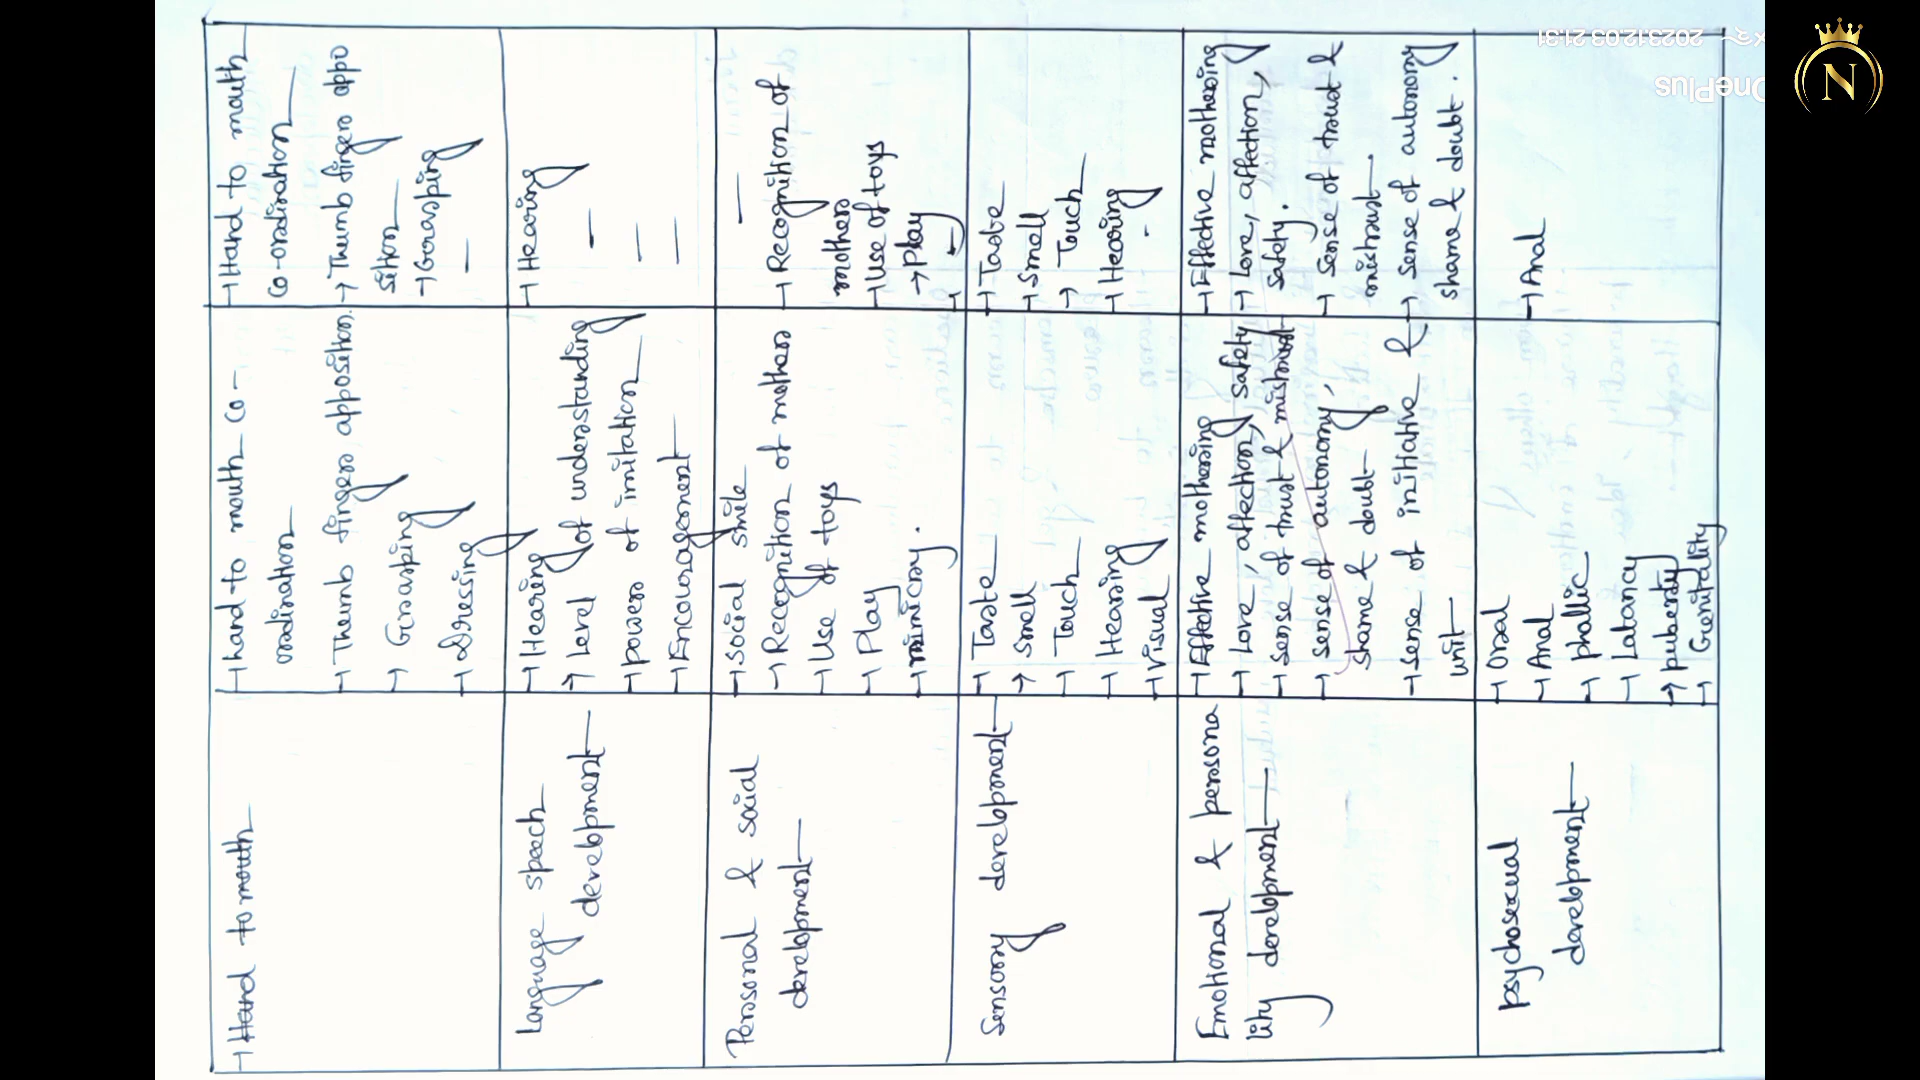 → Hand to mouth
→ hand to mouth co-
ordination
→ Thumb finger apposition.
→ Grasping
→ Dressing
→ Hand to mouth
co-ordination
→ Thumb finger appo
sition
→ Grasping
Language speech
development
→ Hearing
→ Level of understanding
→ power of imitation
→ Encouragement
→ Hearing
Personal & social
development
→ social smile
→ Recognition of mother
→ Use of toys
→ Play
→ mimicry.
→ Recognition of
mother
→ Use of toys
→ Play
Sensory development
→ Taste
→ smell
→ Touch
→ Hearing
→ visual
→ Taste
→ smell
→ Touch
→ Hearing
Emotional & persona
lity development
→ Effective mothering
→ Love, affection, safety
→ sense of trust & mistrust
→ sense of autonomy,
shame & doubt
→ sense of initiative &
unit
→ Effective mothering
→ Love, affection,
safety.
→ sense of trust &
mistrust
→ sense of autonomy
shame & doubt.
psychosexual
development
→ Oral
→ Anal
→ phallic
→ Latancy
→ puberty
→ Genitality
→ Anal
OnePlus
2023.12.03 21:31
N